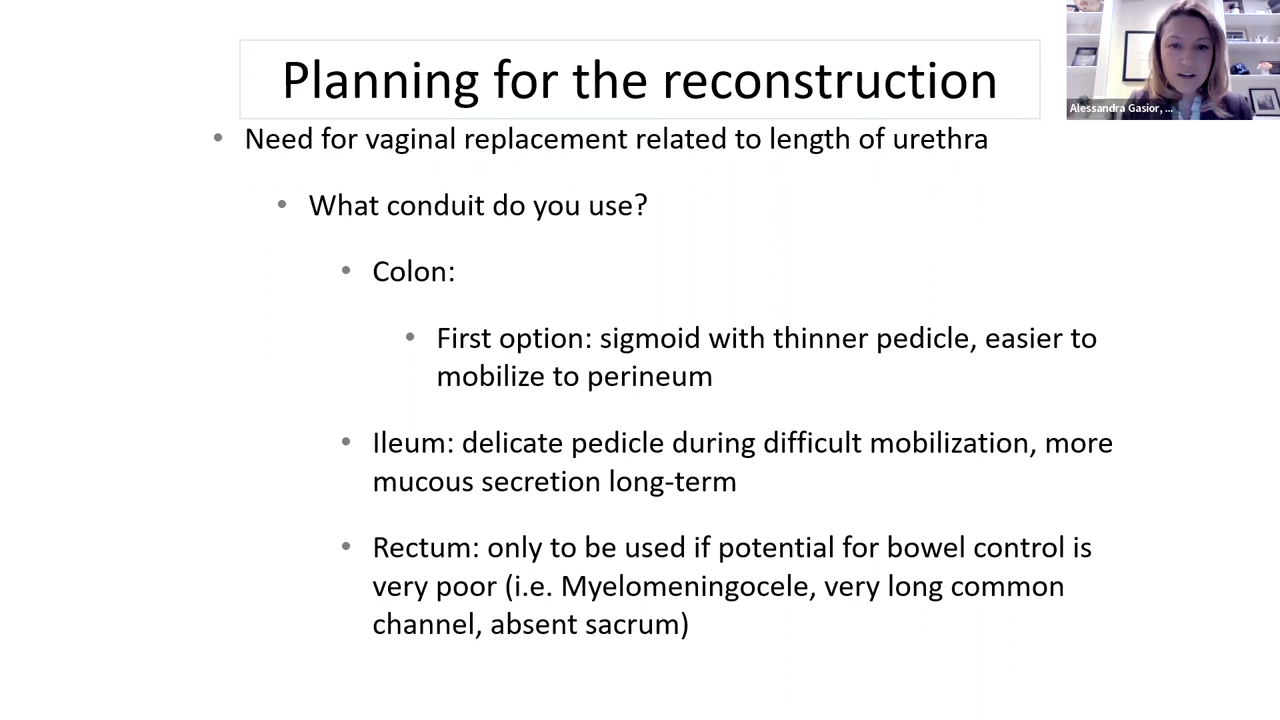 Planning for the reconstruction
Alessandra Gasior, ...
• Need for vaginal replacement related to length of urethra
• What conduit do you use?
• Colon:
• First option: sigmoid with thinner pedicle, easier to
mobilize to perineum
• Ileum: delicate pedicle during difficult mobilization, more
mucous secretion long-term
• Rectum: only to be used if potential for bowel control is
very poor (i.e. Myelomeningocele, very long common
channel, absent sacrum)